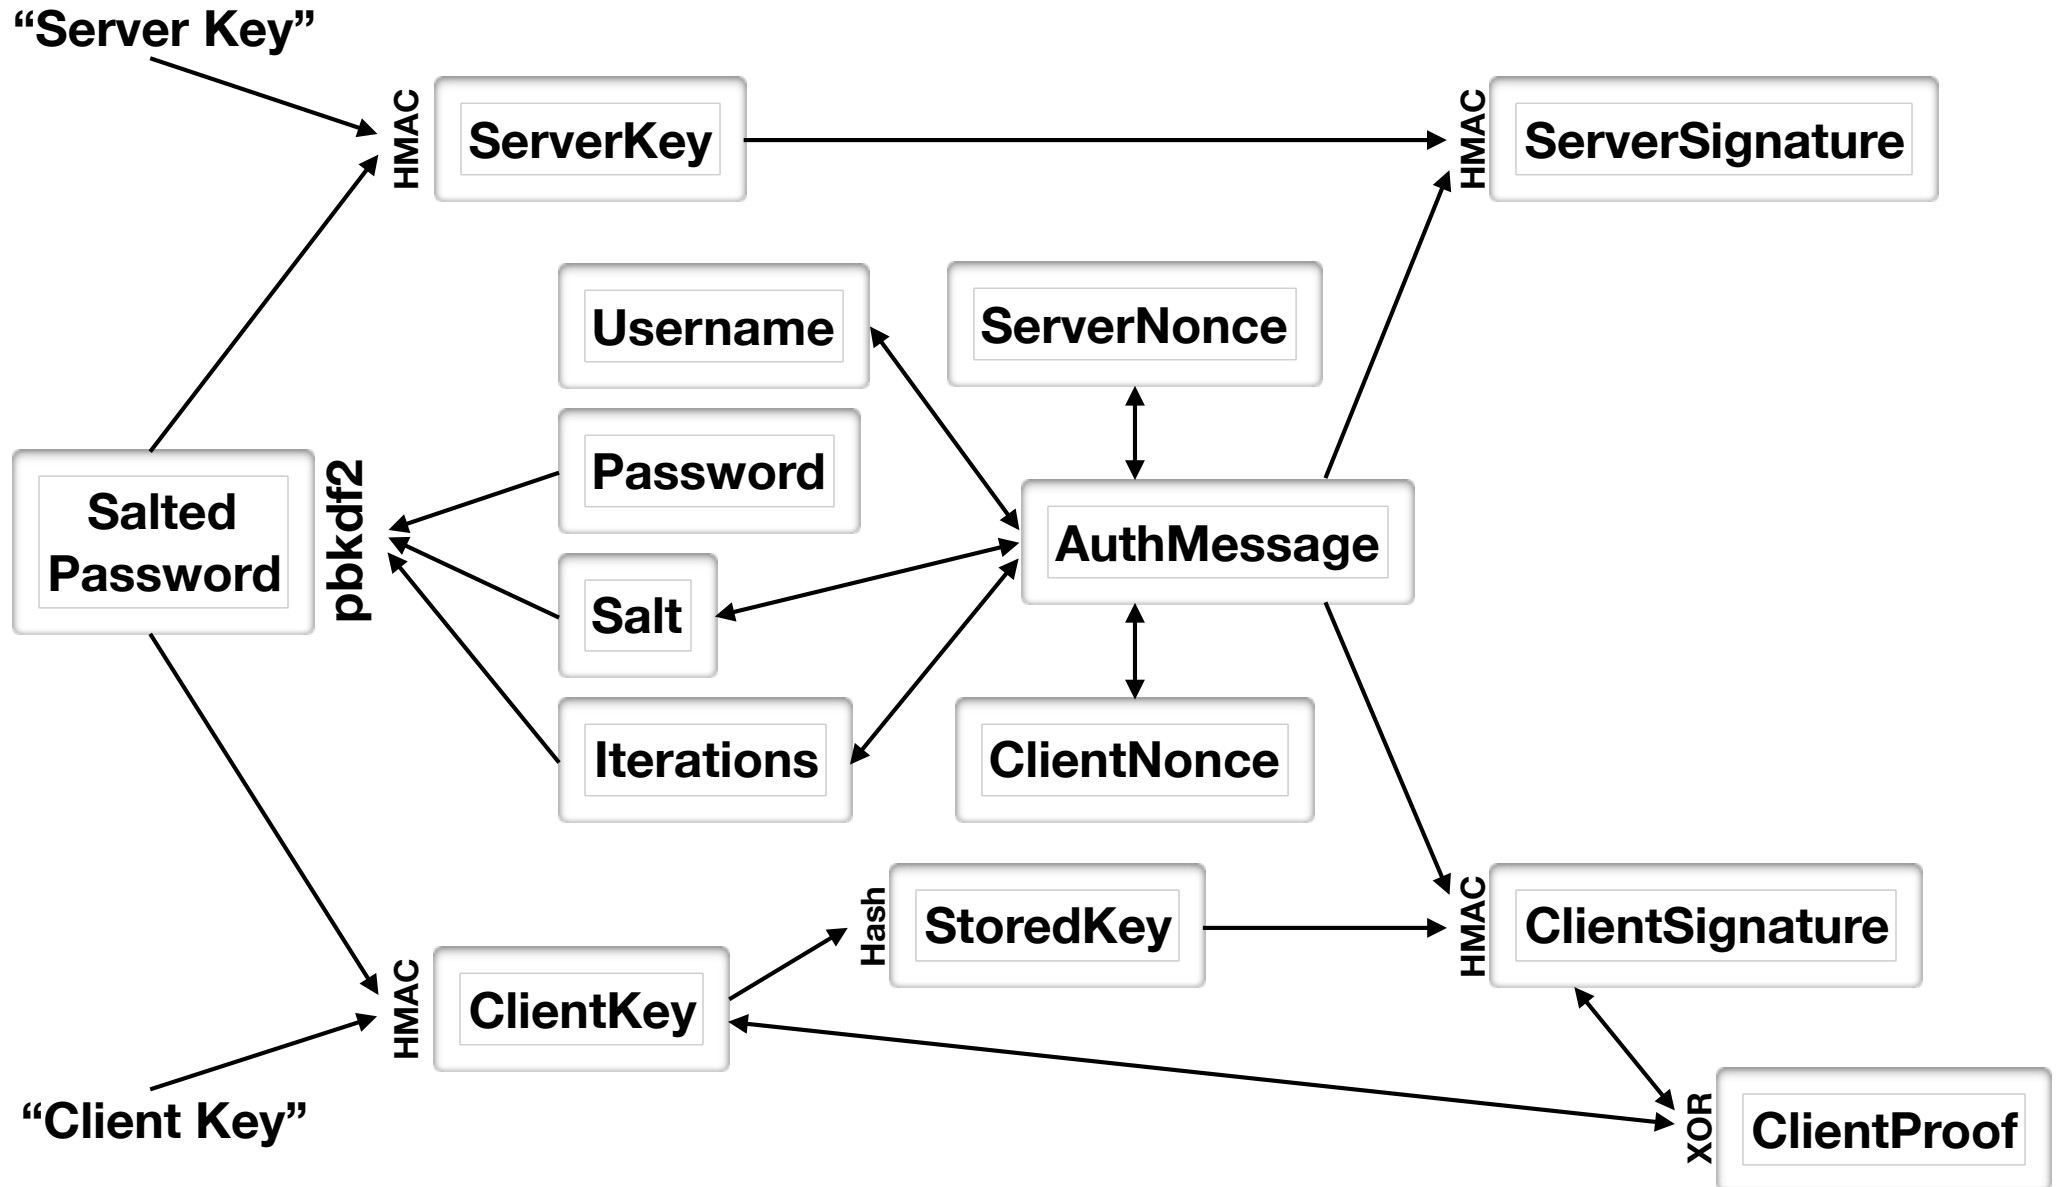 “Server Key”
HMAC
ServerKey
HMAC
ServerSignature
Username
ServerNonce
Password
Salted
Password
pbkdf2
AuthMessage
Salt
Iterations
ClientNonce
Hash
StoredKey
HMAC
ClientSignature
HMAC
ClientKey
“Client Key”
XOR
ClientProof